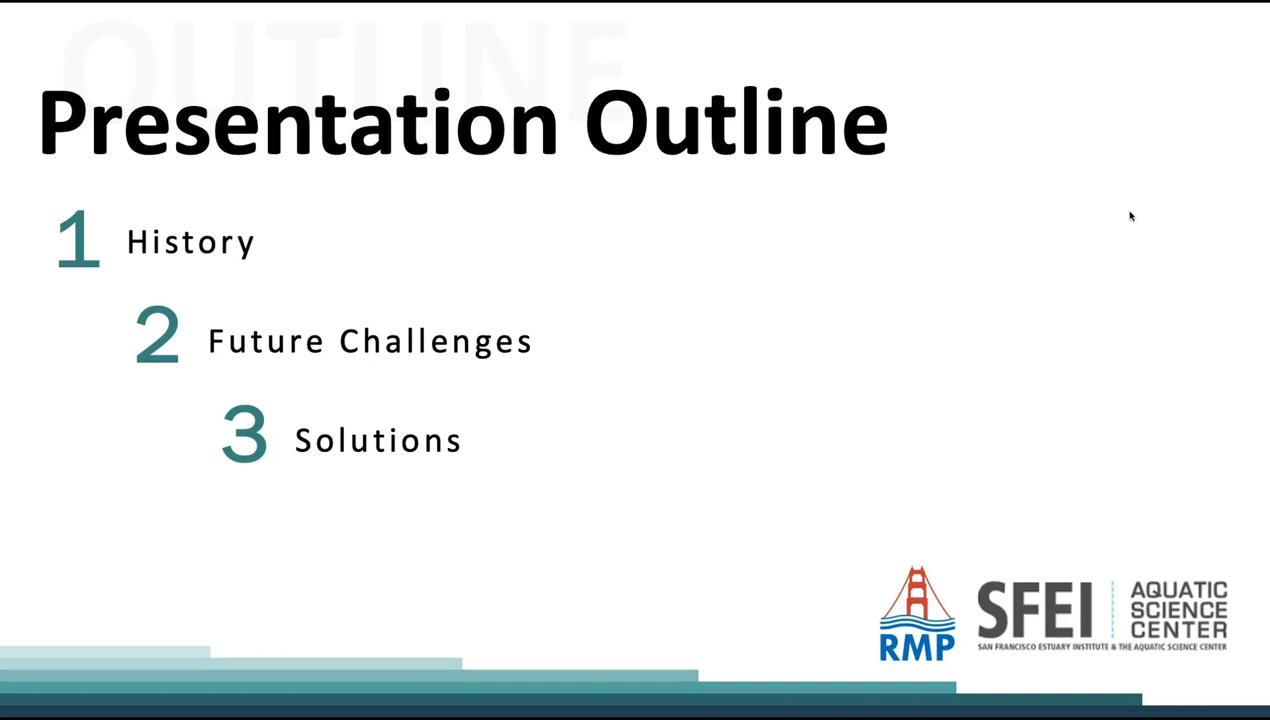 OUTLINE
Presentation Outline
1 History
2 Future Challenges
3 Solutions
RMP
SFEI
AQUATIC
SCIENCE
CENTER
SAN FRANCISCO ESTUARY INSTITUTE & THE AQUATIC SCIENCE CENTER